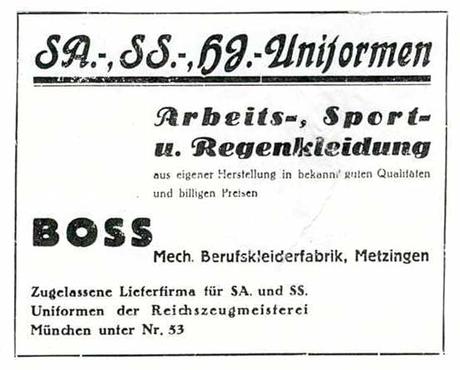 SA.-, SS.-, HJ.-Uniformen
Arbeits-, Sport-
u. Regenkleidung
aus eigener Herstellung in bekannt guten Qualitäten
und billigen Preisen
BOSS
Mech. Berufskleiderfabrik, Metzingen
Zugelassene Lieferfirma für SA. und SS.
Uniformen der Reichszeugmeisterei
München unter Nr. 53